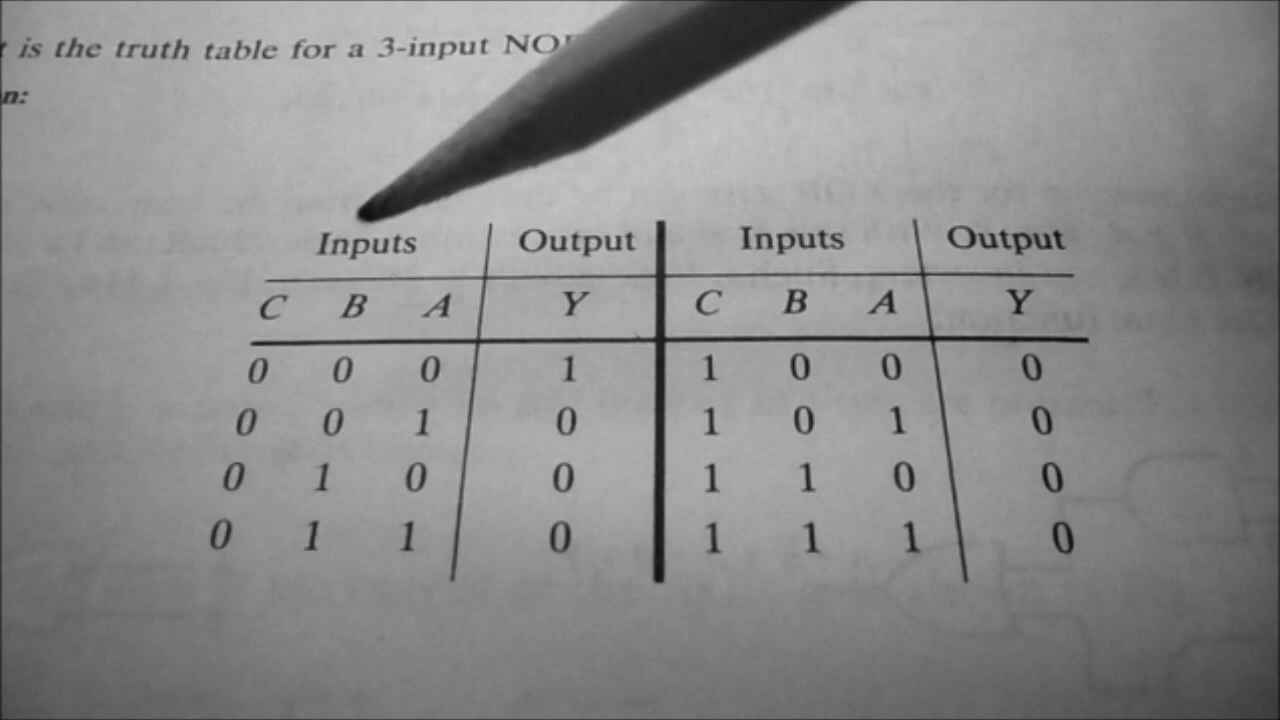 is the truth table for a 3-input
n:
Inputs Output Inputs Output
C B A Y C B A Y
0 0 0 1 1 0 0 0
0 0 1 0 1 0 1 0
0 1 0 0 1 1 0 0
0 1 1 0 1 1 1 0